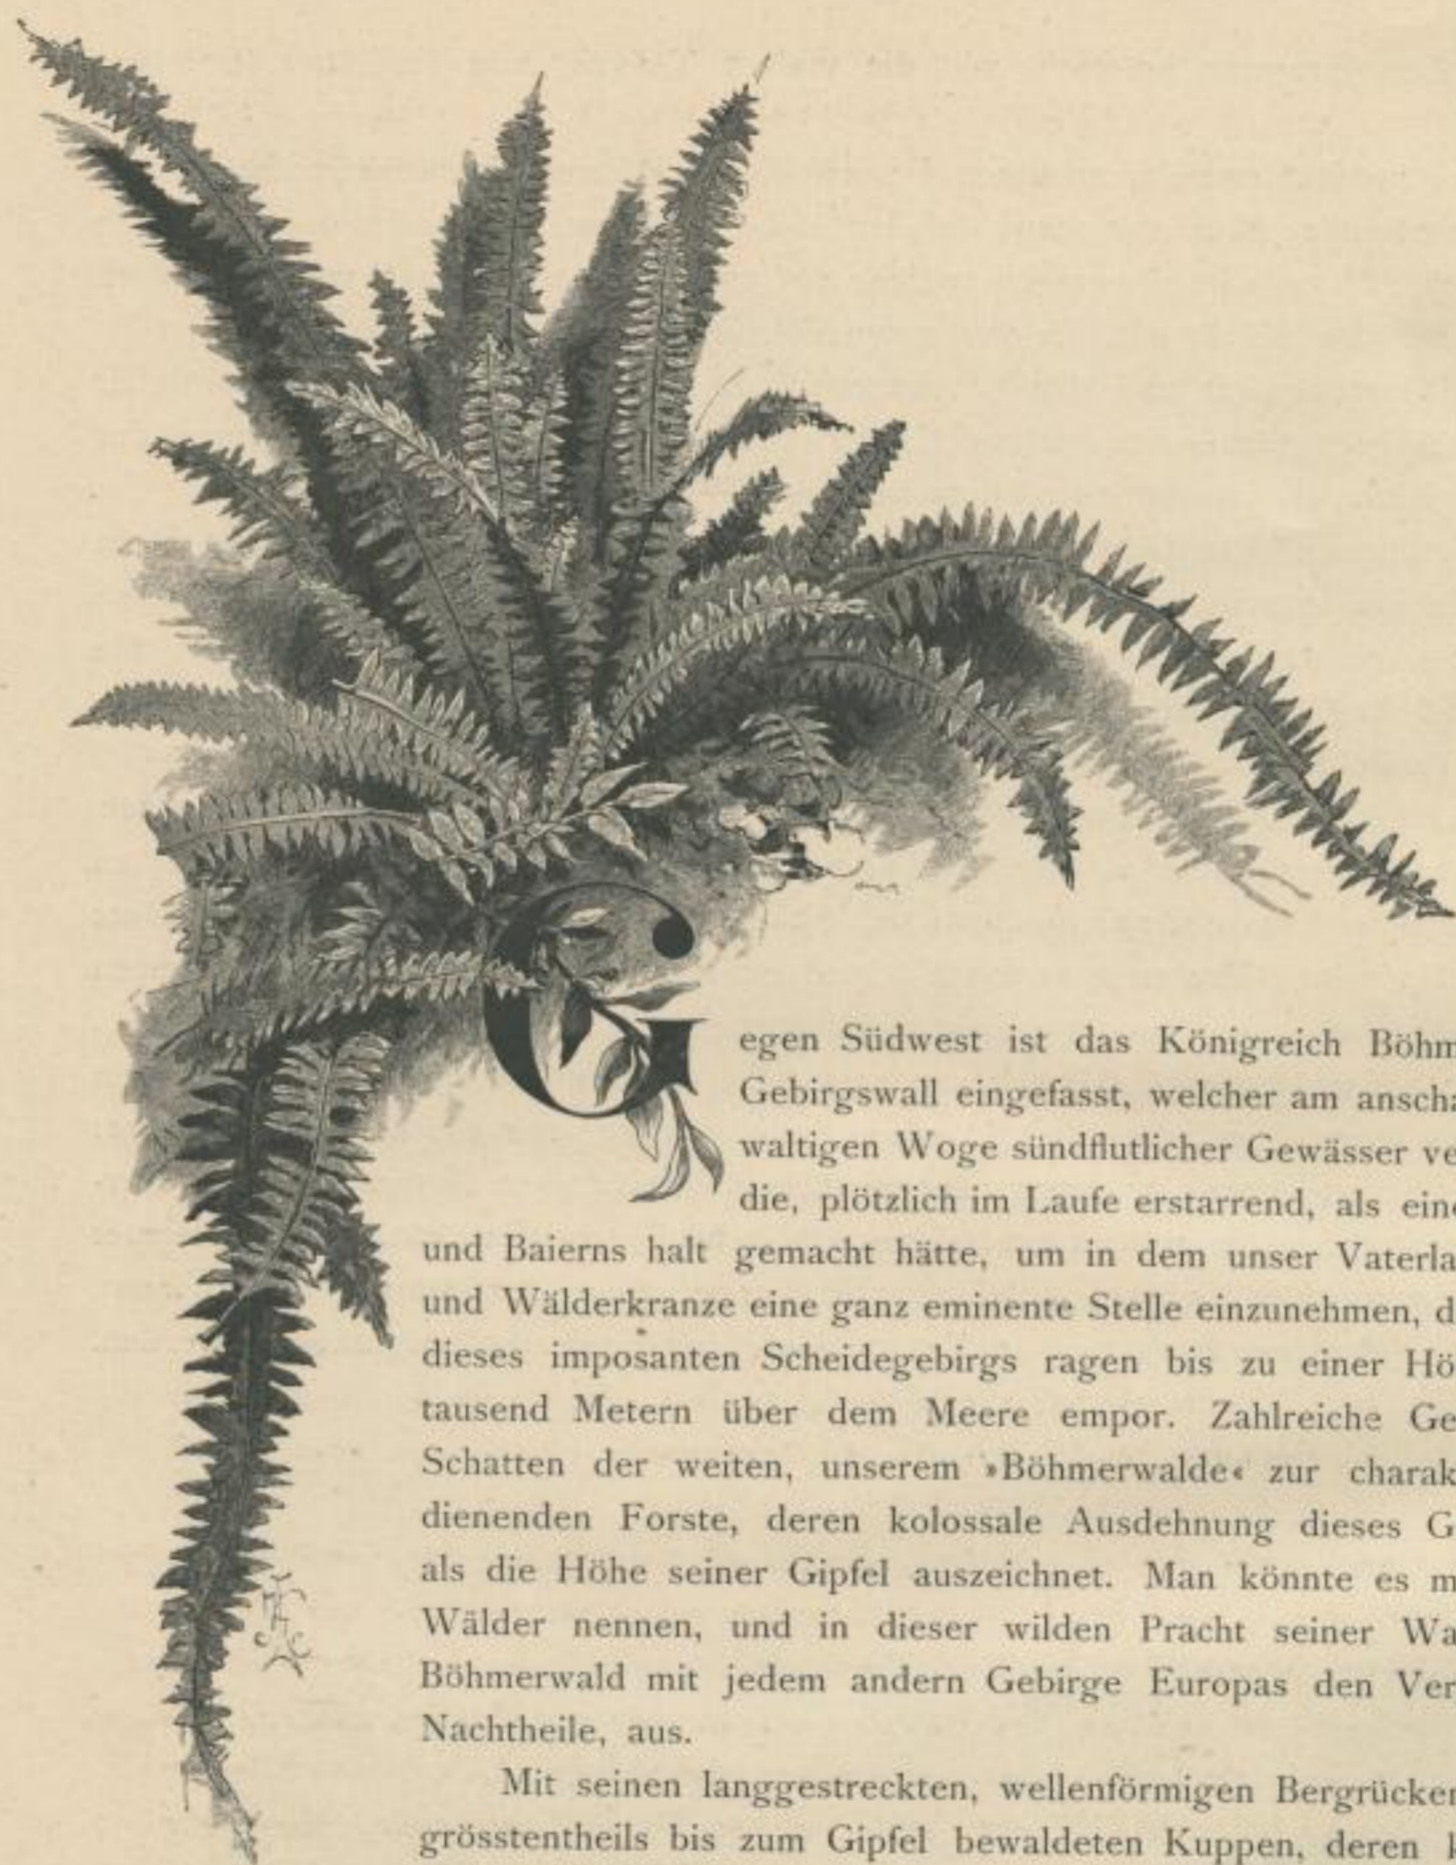 Gegen Südwest ist das Königreich Böhm
Gebirgswall eingefasst, welcher am anscha
waltigen Woge sündflutlicher Gewässer ve
die, plötzlich im Laufe erstarrend, als ein
und Baierns halt gemacht hätte, um in dem unser Vaterla
und Wälderkranze eine ganz eminente Stelle einzunehmen, d
dieses imposanten Scheidegebirgs ragen bis zu einer Hö
tausend Metern über dem Meere empor. Zahlreiche Ge
Schatten der weiten, unserem »Böhmerwalde« zur charak
dienenden Forste, deren kolossale Ausdehnung dieses G
als die Höhe seiner Gipfel auszeichnet. Man könnte es m
Wälder nennen, und in dieser wilden Pracht seiner Wa
Böhmerwald mit jedem andern Gebirge Europas den Ver
Nachtheile, aus.
Mit seinen langgestreckten, wellenförmigen Bergrücken
grösstentheils bis zum Gipfel bewaldeten Kuppen, deren